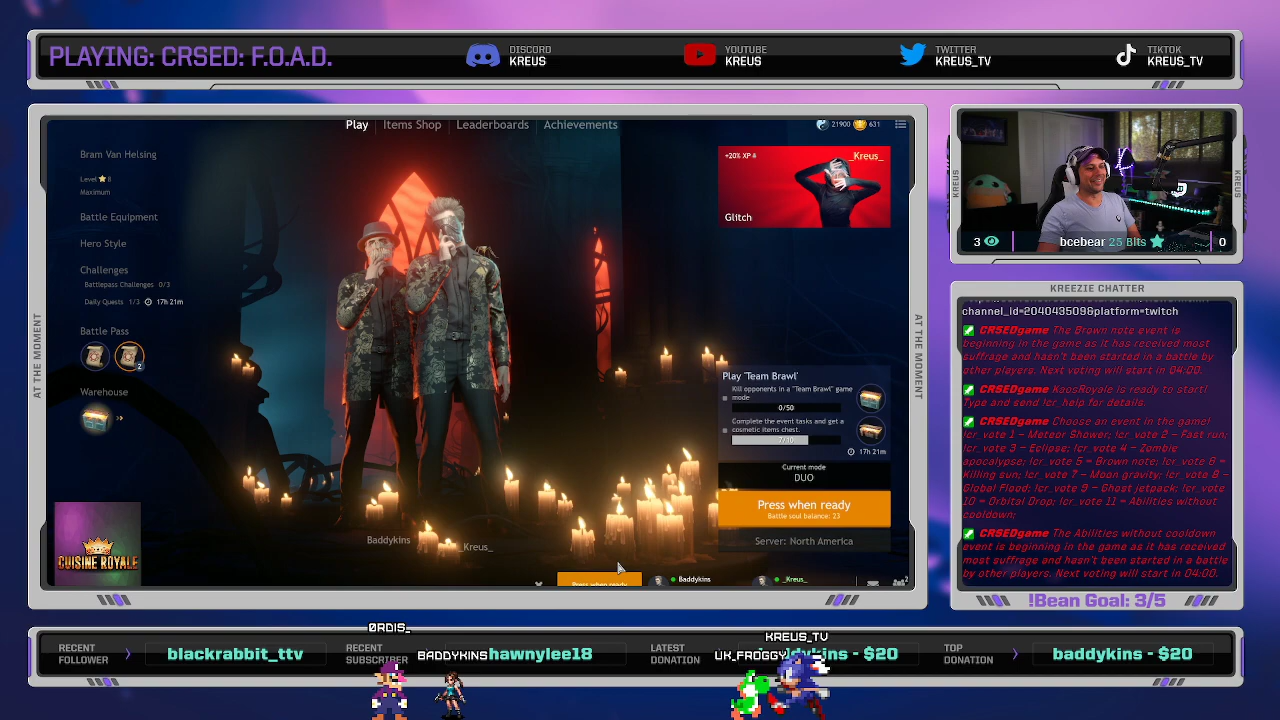 PLAYING: CRSED: F.O.A.D.
DISCORD
KREUS
YOUTUBE
KREUS
TWITTER
KREUS_TV
TIKTOK
KREUS_TV
AT THE MOMENT
Play
Items Shop
Leaderboards
Achievements
21900
631
Bram Van Helsing
Level 8
Maximum
Battle Equipment
Hero Style
Challenges
Battlepass Challenges 0/3
Daily Quests 1/3 17h 21m
Battle Pass
2
Warehouse
CUISINE ROYALE
Baddykins
_Kreus_
+20% XP
_Kreus_
Glitch
Play 'Team Brawl'
Kill opponents in a "Team Brawl" game
mode
0/50
Complete the event tasks and get a
cosmetic items chest.
7/10
17h 21m
Current mode
DUO
Press when ready
Battle soul balance: 23
Server: North America
Press when ready
Baddykins
_Kreus_
2
AT THE MOMENT
KREUS
KREUS
3
bcebear 25 Bits
0
KREEZIE CHATTER
channel_id=204043509&platform=twitch
CRSEDgame The Brown note event is
beginning in the game as it has received most
suffrage and hasn't been started in a battle by
other players. Next voting will start in 04:00.
CRSEDgame KaosRoyale is ready to start!
Type and send !cr_help for details.
CRSEDgame Choose an event in the game!
!cr_vote 1 - Meteor Shower; !cr_vote 2 - Fast run;
!cr_vote 3 - Eclipse; !cr_vote 4 - Zombie
apocalypse; !cr_vote 5 = Brown note; !cr_vote 6 =
Killing sun; !cr_vote 7 - Moon gravity; !cr_vote 8 -
Global Flood; !cr_vote 9 - Ghost jetpack; !cr_vote
10 = Orbital Drop; !cr_vote 11 = Abilities without
cooldown;
CRSEDgame The Abilities without cooldown
event is beginning in the game as it has received
most suffrage and hasn't been started in a battle
by other players. Next voting will start in 04:00.
!Bean Goal: 3/5
RECENT
FOLLOWER
blackrabbit_ttv
RECENT
SUBSCRIBER
hawnylee18
LATEST
DONATION
dykins - $20
TOP
DONATION
baddykins - $20
0RDIS_
BADDYKINS
UK_FROGGY
KREUS_TV